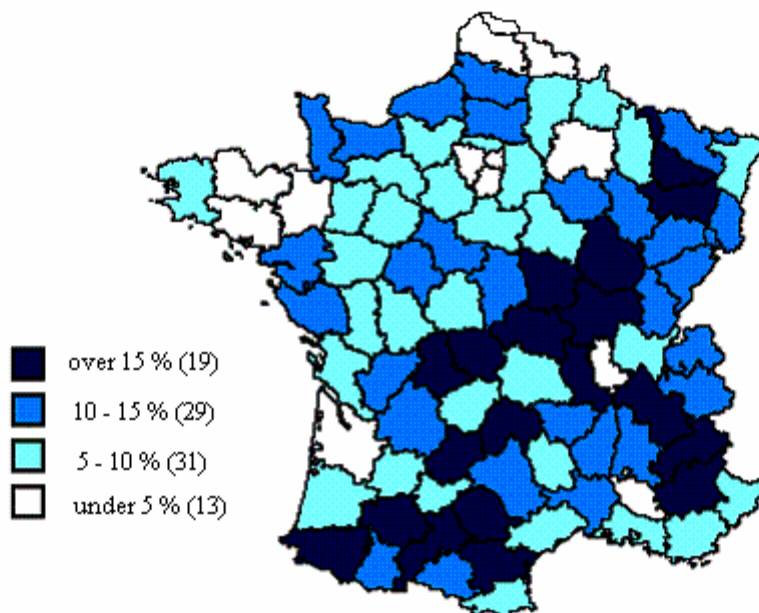 over 15 % (19)
10 - 15 % (29)
5 - 10 % (31)
under 5 % (13)